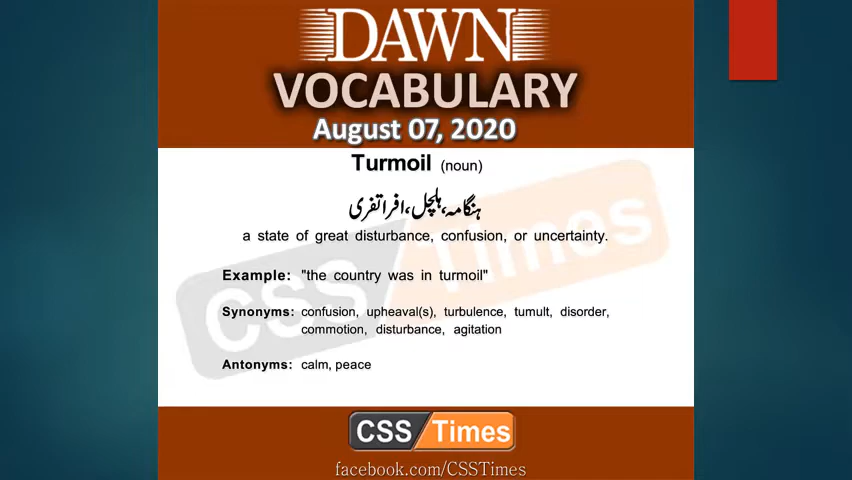 DAWN
VOCABULARY
August 07, 2020
Turmoil (noun)
ہنگامہ، ہلچل، افراتفری
a state of great disturbance, confusion, or uncertainty.
Example: "the country was in turmoil"
Synonyms: confusion, upheaval(s), turbulence, tumult, disorder,
commotion, disturbance, agitation
Antonyms: calm, peace
CSS Times
CSS Times
facebook.com/CSSTimes